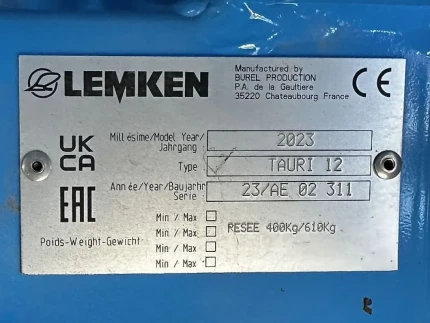 LEMKEN
Manufactured by
BUREL PRODUCTION
P.A. de la Gaultiere
35220 Chateaubourg France
CE
UK
CA
EAC
Millésime/Model Year/
Jahrgang
2023
Type
TAURI 12
Année/Year/Baujahr
Serie
23/AE 02 311
Min / Max
Min / Max
RESEE 400Kg/610Kg
Poids-Weight-Gewicht
Min / Max
Min / Max